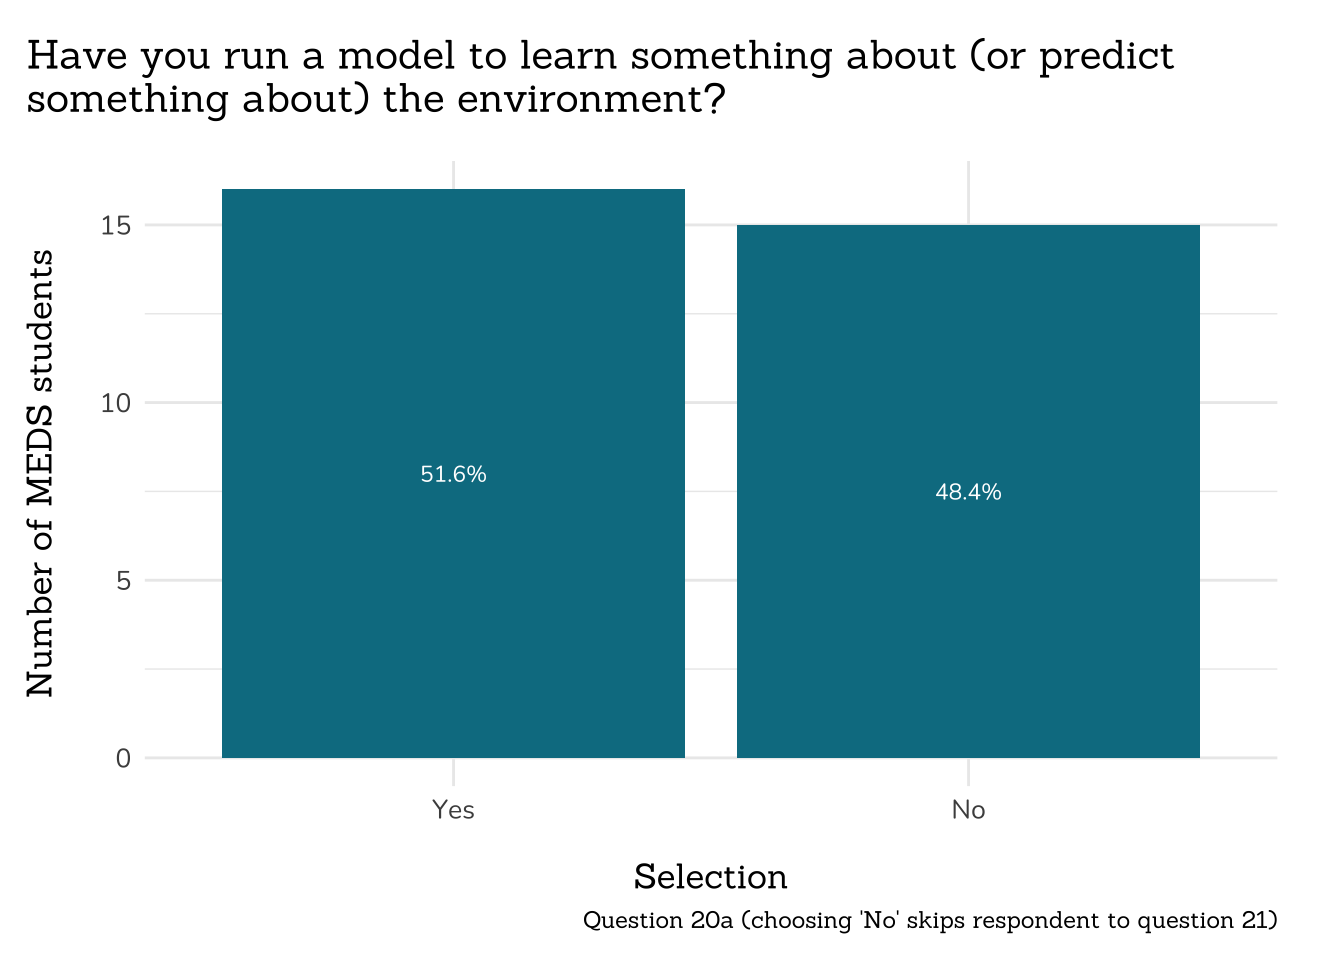 Have you run a model to learn something about (or predict
something about) the environment?
Number of MEDS students
15
10
5
0
51.6%
48.4%
Yes
No
Selection
Question 20a (choosing 'No' skips respondent to question 21)